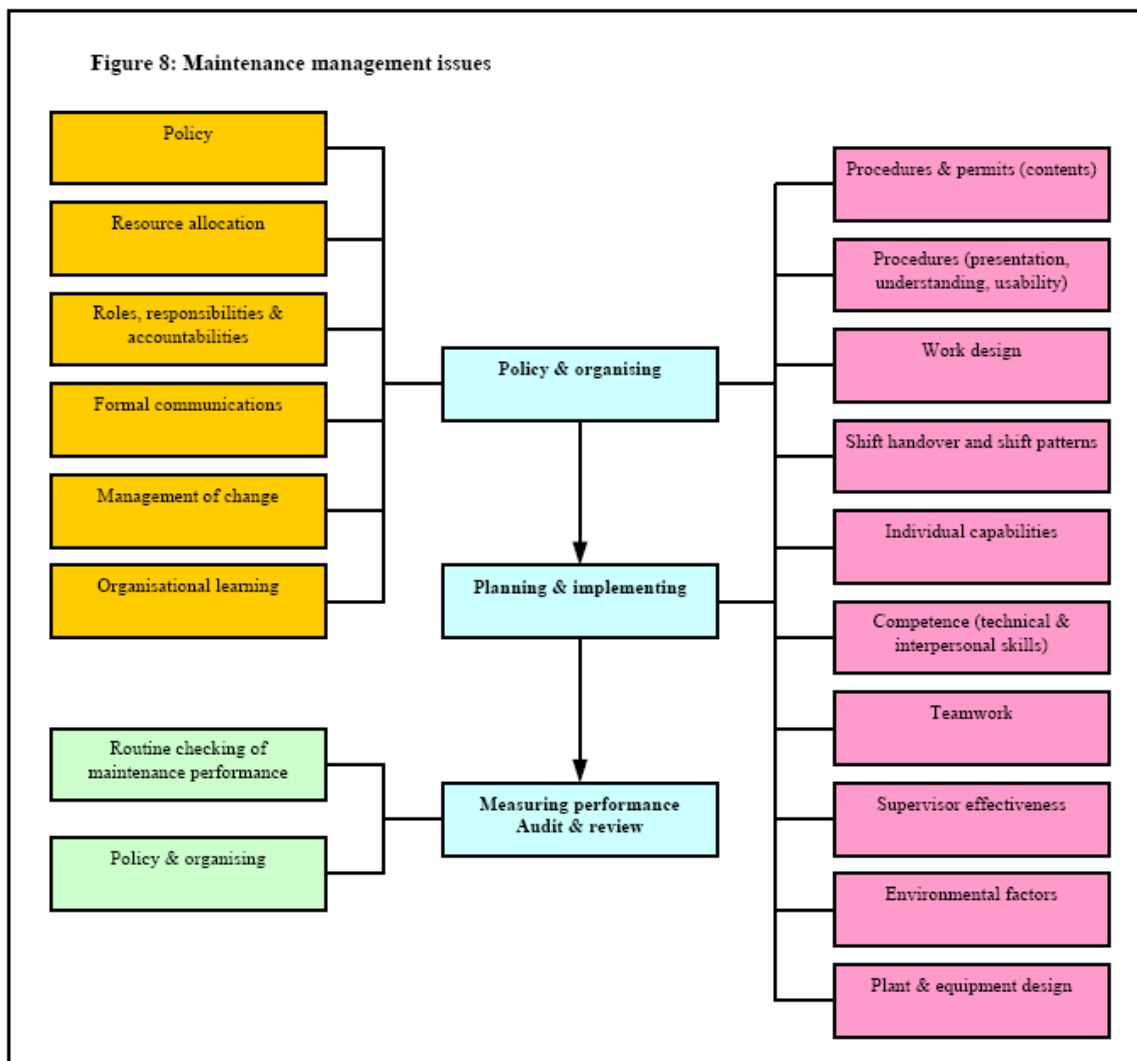 Figure 8: Maintenance management issues
Policy
Resource allocation
Roles, responsibilities &
accountabilities
Formal communications
Management of change
Organisational learning
Routine checking of
maintenance performance
Policy & organising
Policy & organising
Planning & implementing
Measuring performance
Audit & review
Procedures & permits (contents)
Procedures (presentation,
understanding, usability)
Work design
Shift handover and shift patterns
Individual capabilities
Competence (technical &
interpersonal skills)
Teamwork
Supervisor effectiveness
Environmental factors
Plant & equipment design